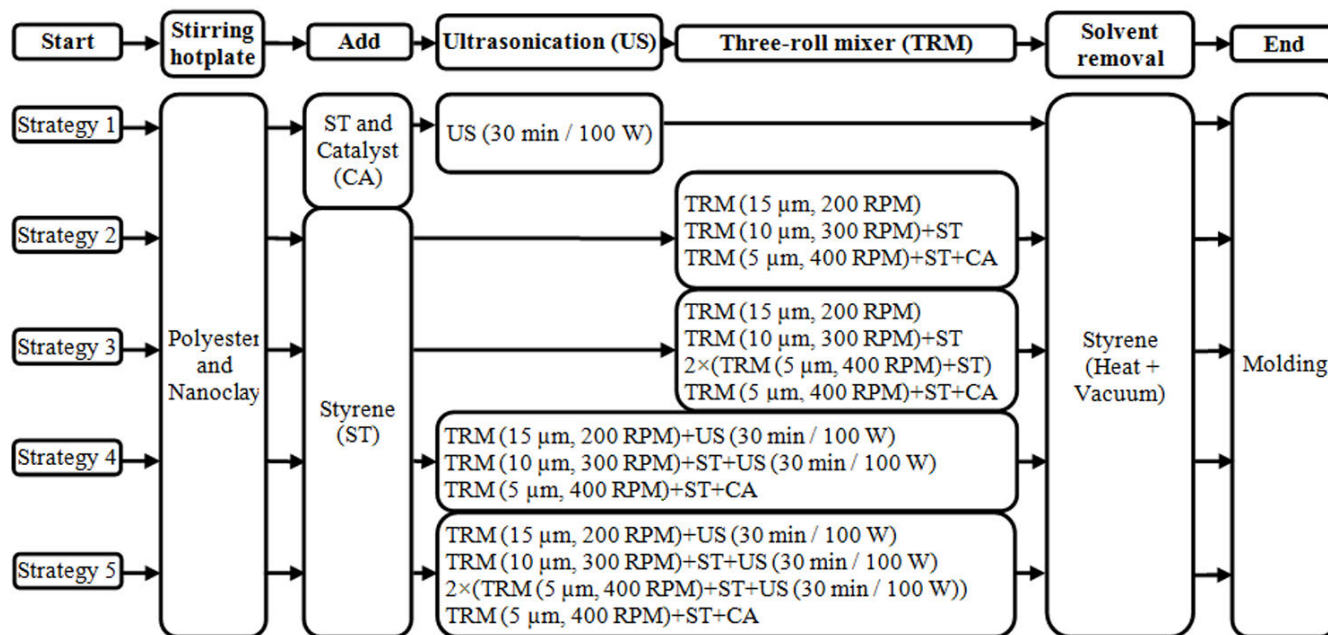 Start
Stirring
hotplate
Add
Ultrasonication (US)
Three-roll mixer (TRM)
Solvent
removal
End
Strategy 1
Strategy 2
Strategy 3
Strategy 4
Strategy 5
Polyester
and
Nanoclay
ST and
Catalyst
(CA)
Styrene
(ST)
US (30 min / 100 W)
TRM (15 µm, 200 RPM)
TRM (10 µm, 300 RPM)+ST
TRM (5 µm, 400 RPM)+ST+CA
TRM (15 µm, 200 RPM)
TRM (10 µm, 300 RPM)+ST
2×(TRM (5 µm, 400 RPM)+ST)
TRM (5 µm, 400 RPM)+ST+CA
TRM (15 µm, 200 RPM)+US (30 min / 100 W)
TRM (10 µm, 300 RPM)+ST+US (30 min / 100 W)
TRM (5 µm, 400 RPM)+ST+CA
TRM (15 µm, 200 RPM)+US (30 min / 100 W)
TRM (10 µm, 300 RPM)+ST+US (30 min / 100 W)
2×(TRM (5 µm, 400 RPM)+ST+US (30 min / 100 W))
TRM (5 µm, 400 RPM)+ST+CA
Styrene
(Heat +
Vacuum)
Molding